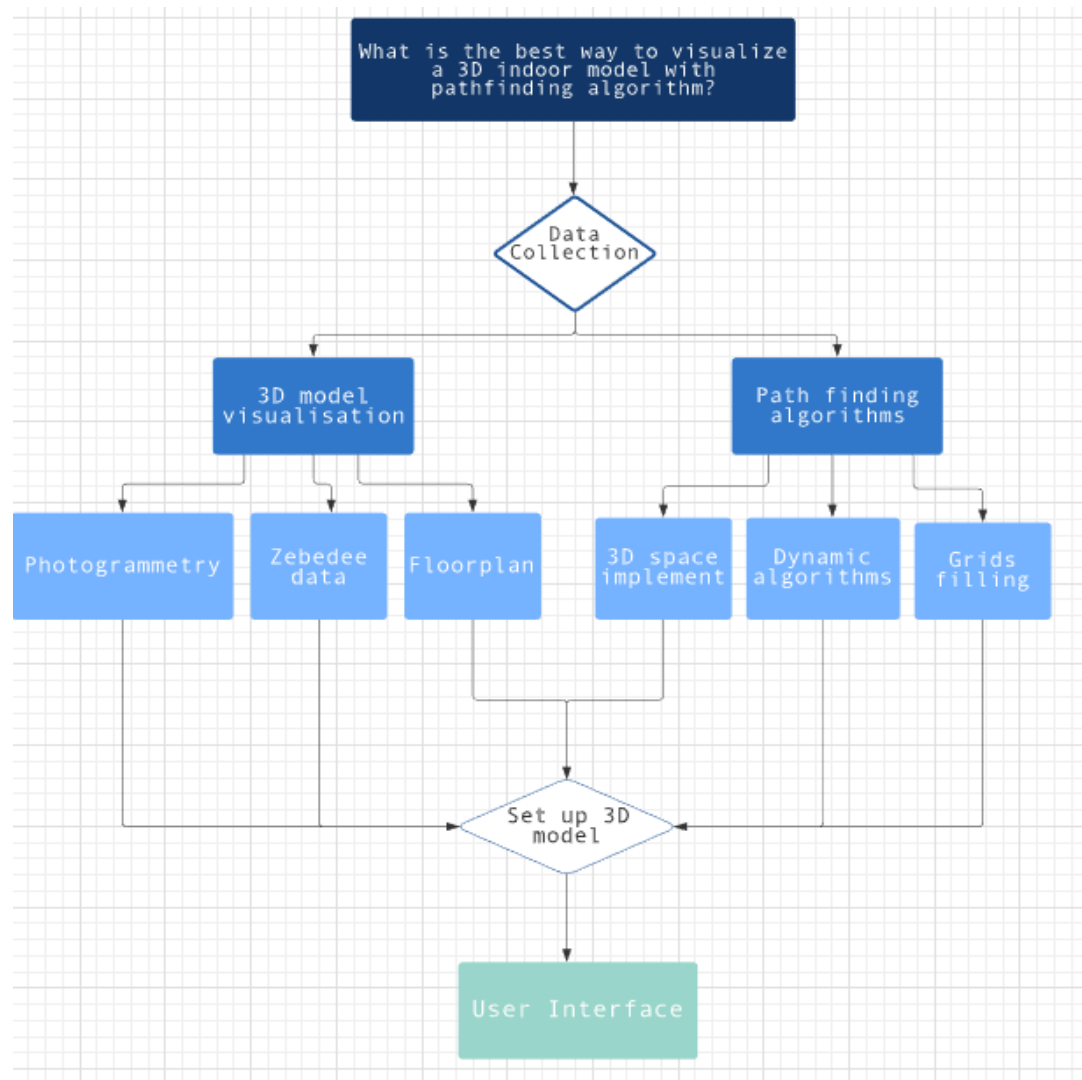 What is the best way to visualize
a 3D indoor model with
pathfinding algorithm?
Data
Collection
3D model
visualisation
Path finding
algorithms
Photogrammetry
Zebedee
data
Floorplan
3D space
implement
Dynamic
algorithms
Grids
filling
Set up 3D
model
User Interface